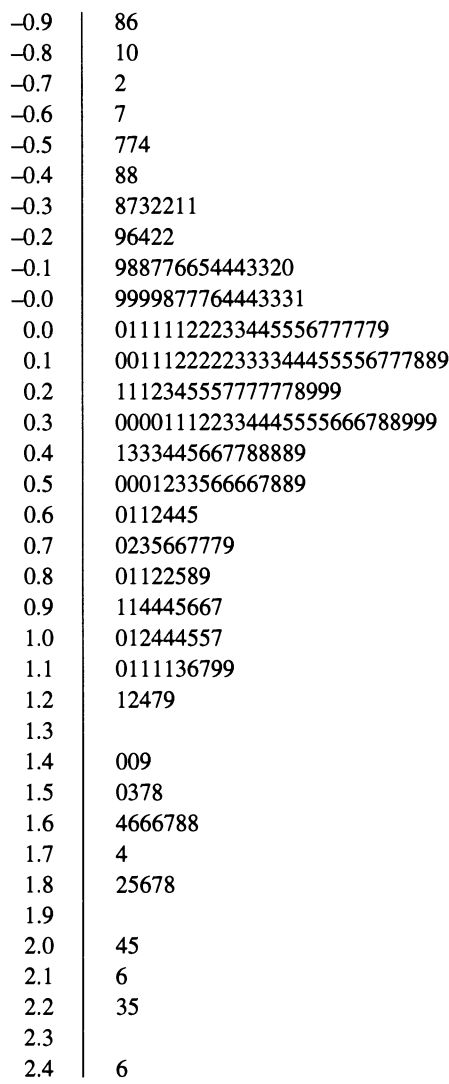 –0.9 | 86
–0.8 | 10
–0.7 | 2
–0.6 | 7
–0.5 | 774
–0.4 | 88
–0.3 | 8732211
–0.2 | 96422
–0.1 | 988776654443320
–0.0 | 9999877764443331
0.0 | 01111122233445556777779
0.1 | 0011122222333344455556777889
0.2 | 1112345557777778999
0.3 | 000011122334445555666788999
0.4 | 1333445667788889
0.5 | 0001233566667889
0.6 | 0112445
0.7 | 0235667779
0.8 | 01122589
0.9 | 114445667
1.0 | 012444557
1.1 | 0111136799
1.2 | 12479
1.3 |
1.4 | 009
1.5 | 0378
1.6 | 4666788
1.7 | 4
1.8 | 25678
1.9 |
2.0 | 45
2.1 | 6
2.2 | 35
2.3 |
2.4 | 6